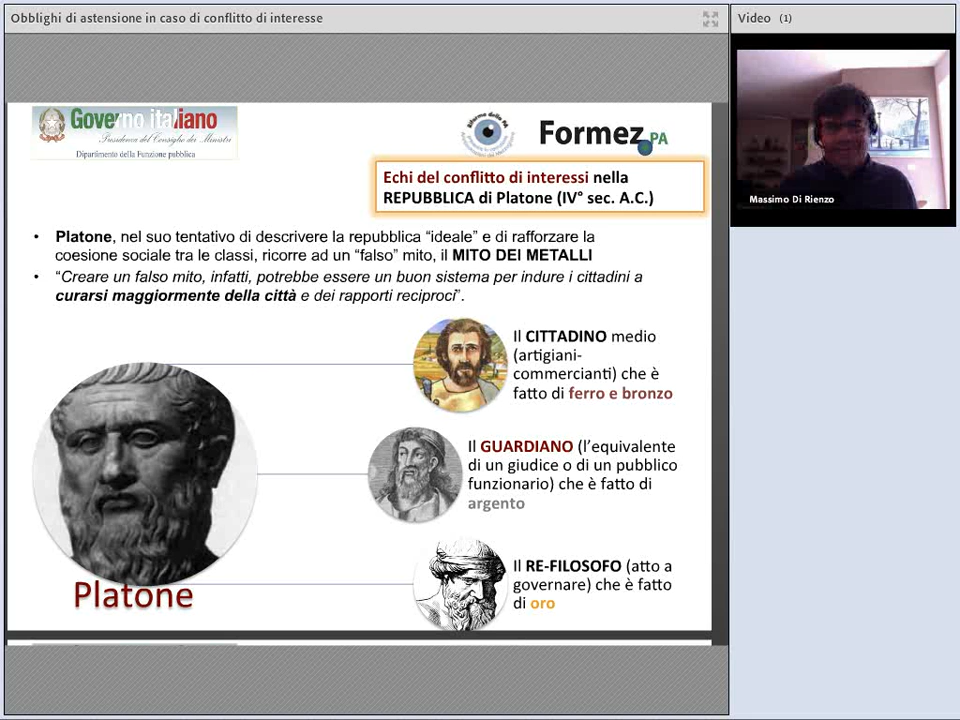 Obblighi di astensione in caso di conflitto di interesse
Video (1)
Massimo Di Rienzo
Governo italiano
Presidenza del Consiglio dei Ministri
Dipartimento della Funzione pubblica
Formez PA
Echi del conflitto di interessi nella
REPUBBLICA di Platone (IV° sec. A.C.)
• Platone, nel suo tentativo di descrivere la repubblica “ideale” e di rafforzare la
coesione sociale tra le classi, ricorre ad un “falso” mito, il MITO DEI METALLI
• “Creare un falso mito, infatti, potrebbe essere un buon sistema per indure i cittadini a
curarsi maggiormente della città e dei rapporti reciproci”.
Il CITTADINO medio
(artigiani-
commercianti) che è
fatto di ferro e bronzo
Il GUARDIANO (l’equivalente
di un giudice o di un pubblico
funzionario) che è fatto di
argento
Il RE-FILOSOFO (atto a
governare) che è fatto
di oro
Platone